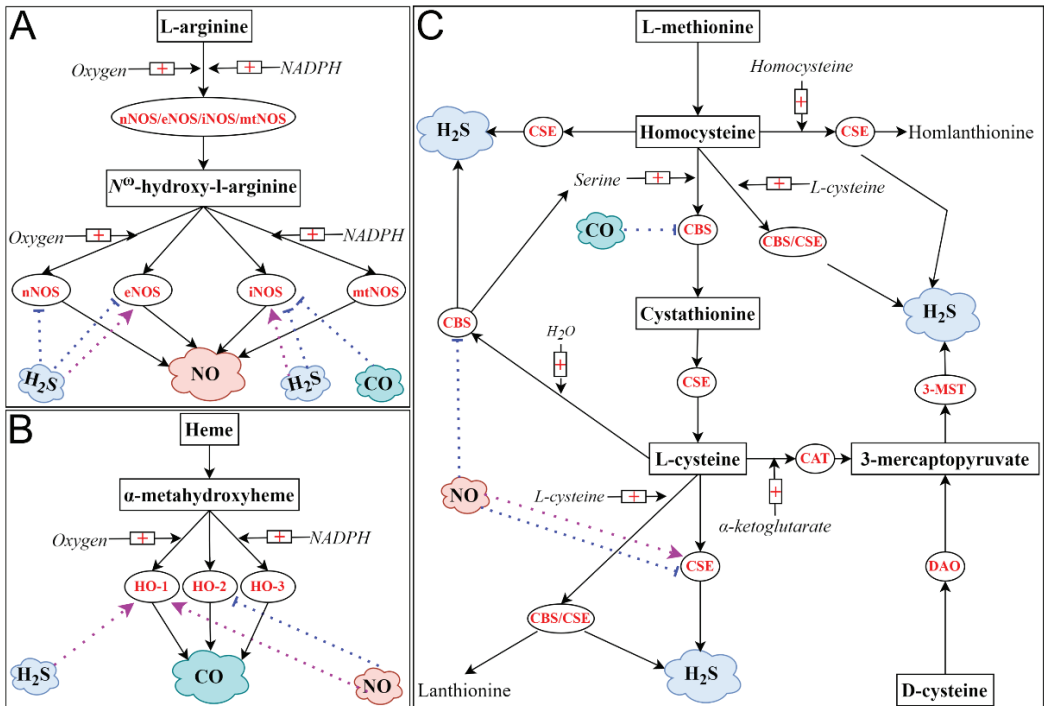 A
L-arginine
Oxygen + + NADPH
nNOS/eNOS/iNOS/mtNOS
Nω-hydroxy-l-arginine
Oxygen + + NADPH
nNOS eNOS iNOS mtNOS
H2S NO H2S CO
B
Heme
α-metahydroxyheme
Oxygen + + NADPH
HO-1 HO-2 HO-3
H2S CO NO
C
L-methionine
Homocysteine
+
H2S CSE Homocysteine CSE Homlanthionine
Serine + + L-cysteine
CO CBS CBS/CSE
CBS Cystathionine H2S
H2O
+
CSE 3-MST
L-cysteine CAT 3-mercaptopyruvate
NO L-cysteine + +
α-ketoglutarate
CSE DAO
CBS/CSE
Lanthionine H2S D-cysteine